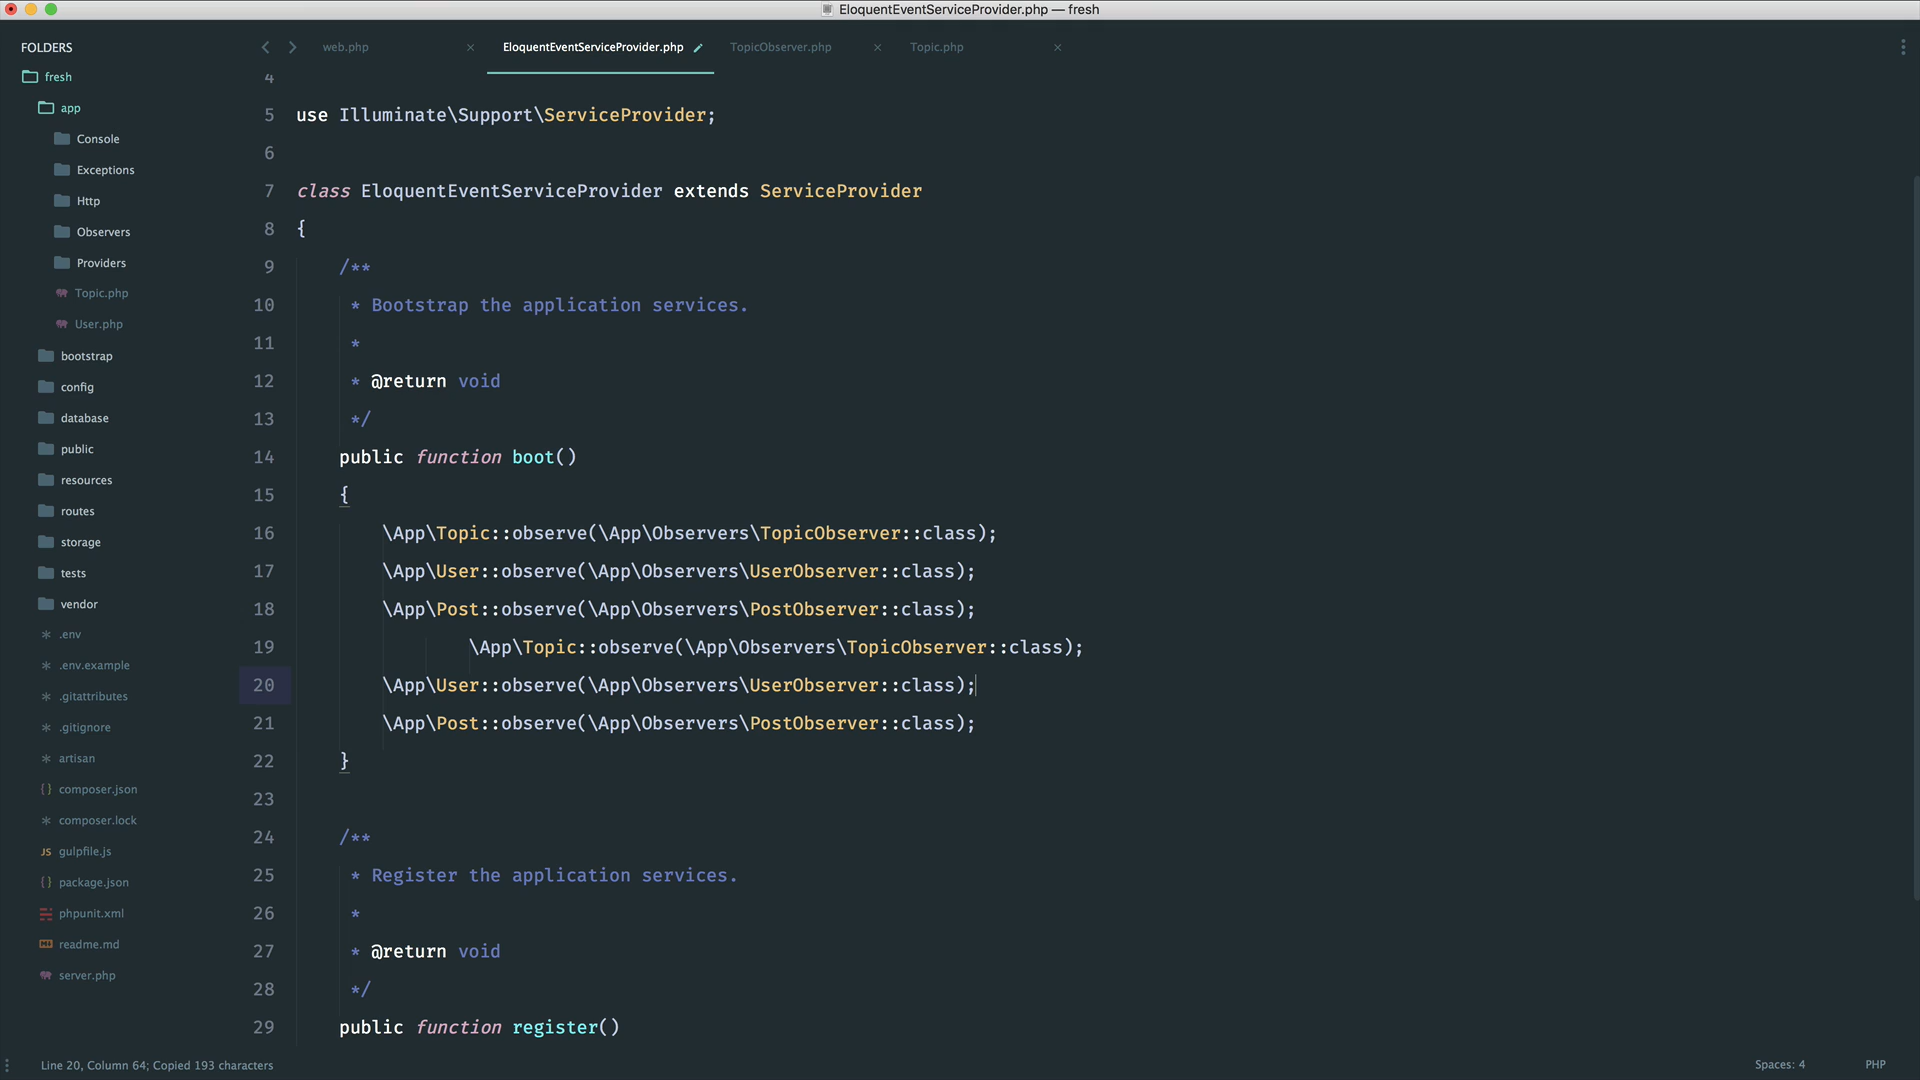 EloquentEventServiceProvider.php — fresh
FOLDERS
fresh
app
Console
Exceptions
Http
Observers
Providers
Topic.php
User.php
bootstrap
config
database
public
resources
routes
storage
tests
vendor
.env
.env.example
.gitattributes
.gitignore
artisan
composer.json
composer.lock
JS gulpfile.js
package.json
phpunit.xml
readme.md
server.php
web.php × EloquentEventServiceProvider.php TopicObserver.php × Topic.php ×
4
5 use Illuminate\Support\ServiceProvider;
6
7 class EloquentEventServiceProvider extends ServiceProvider
8 {
9 /**
10 * Bootstrap the application services.
11 *
12 * @return void
13 */
14 public function boot()
15 {
16 \App\Topic::observe(\App\Observers\TopicObserver::class);
17 \App\User::observe(\App\Observers\UserObserver::class);
18 \App\Post::observe(\App\Observers\PostObserver::class);
19 \App\Topic::observe(\App\Observers\TopicObserver::class);
20 \App\User::observe(\App\Observers\UserObserver::class);
21 \App\Post::observe(\App\Observers\PostObserver::class);
22 }
23
24 /**
25 * Register the application services.
26 *
27 * @return void
28 */
29 public function register()
Line 20, Column 64; Copied 193 characters
Spaces: 4
PHP